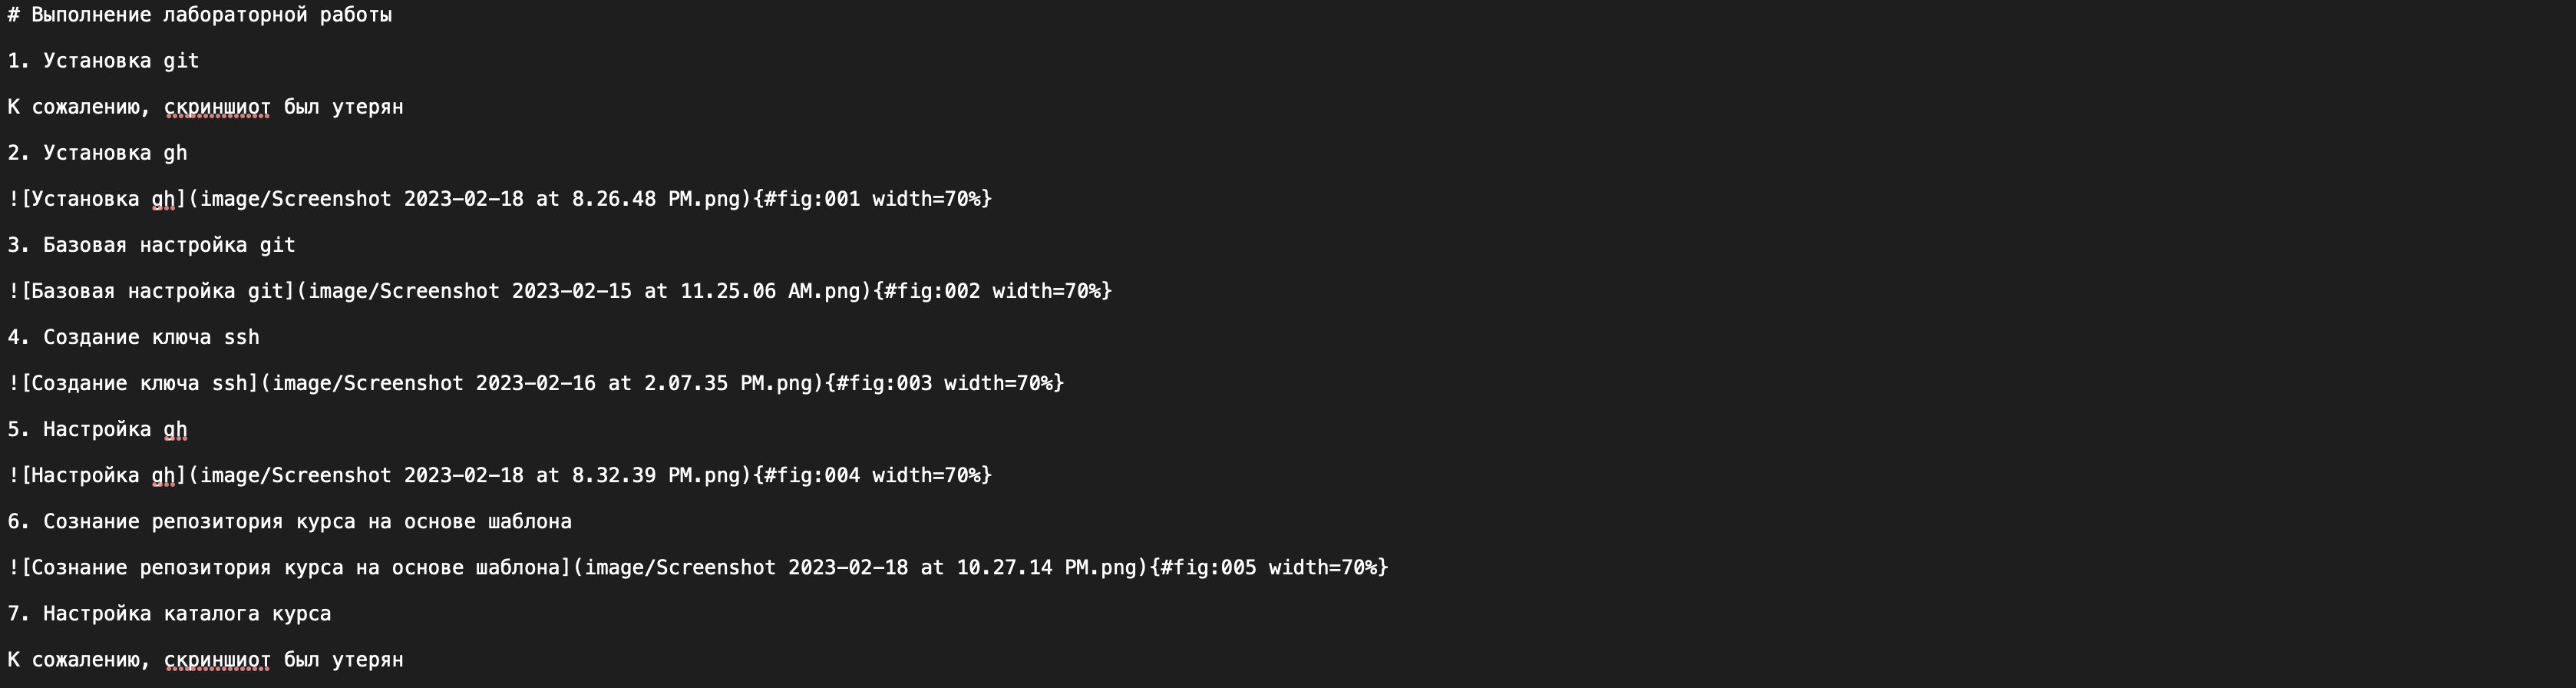 # Выполнение лабораторной работы
1. Установка git
К сожалению, скриншиот был утерян
2. Установка gh
![Установка gh](image/Screenshot 2023-02-18 at 8.26.48 PM.png){#fig:001 width=70%}
3. Базовая настройка git
![Базовая настройка git](image/Screenshot 2023-02-15 at 11.25.06 AM.png){#fig:002 width=70%}
4. Создание ключа ssh
![Создание ключа ssh](image/Screenshot 2023-02-16 at 2.07.35 PM.png){#fig:003 width=70%}
5. Настройка gh
![Настройка gh](image/Screenshot 2023-02-18 at 8.32.39 PM.png){#fig:004 width=70%}
6. Сознание репозитория курса на основе шаблона
![Сознание репозитория курса на основе шаблона](image/Screenshot 2023-02-18 at 10.27.14 PM.png){#fig:005 width=70%}
7. Настройка каталога курса
К сожалению, скриншиот был утерян